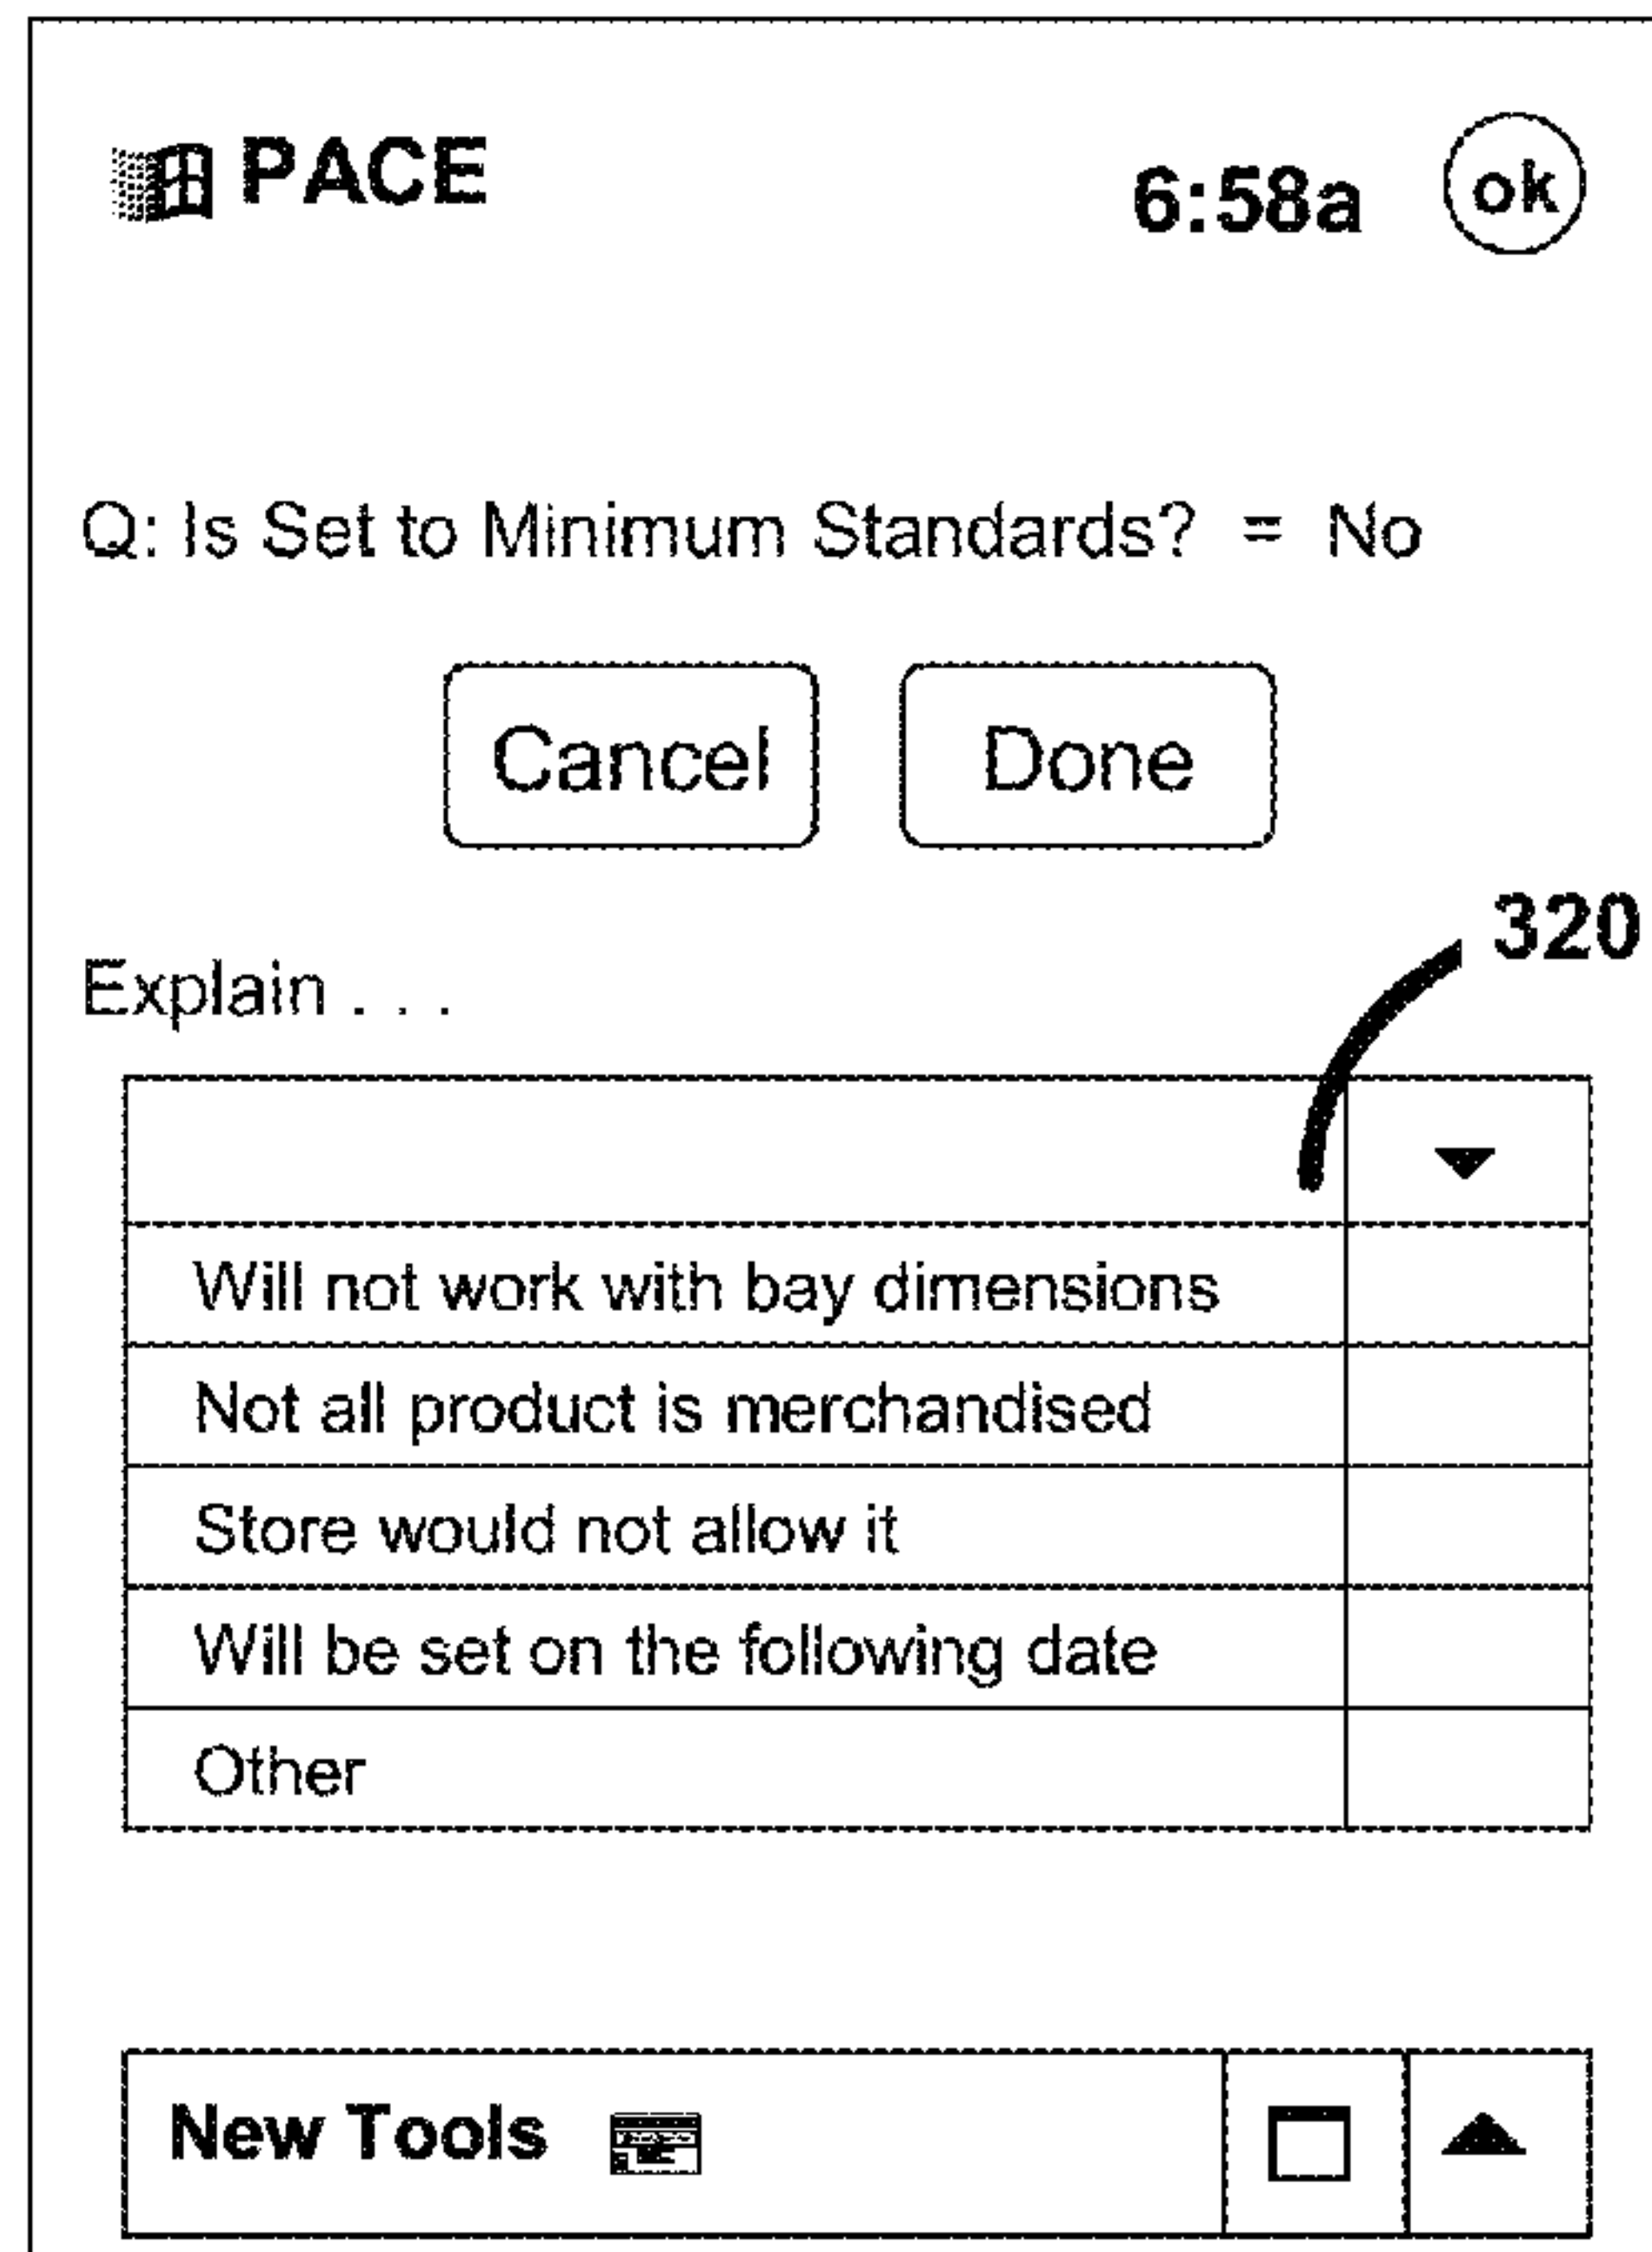 PACE 6:58a ok
Q: Is Set to Minimum Standards? = No
Cancel Done
320
Explain . . .
Will not work with bay dimensions
Not all product is merchandised
Store would not allow it
Will be set on the following date
Other
New Tools